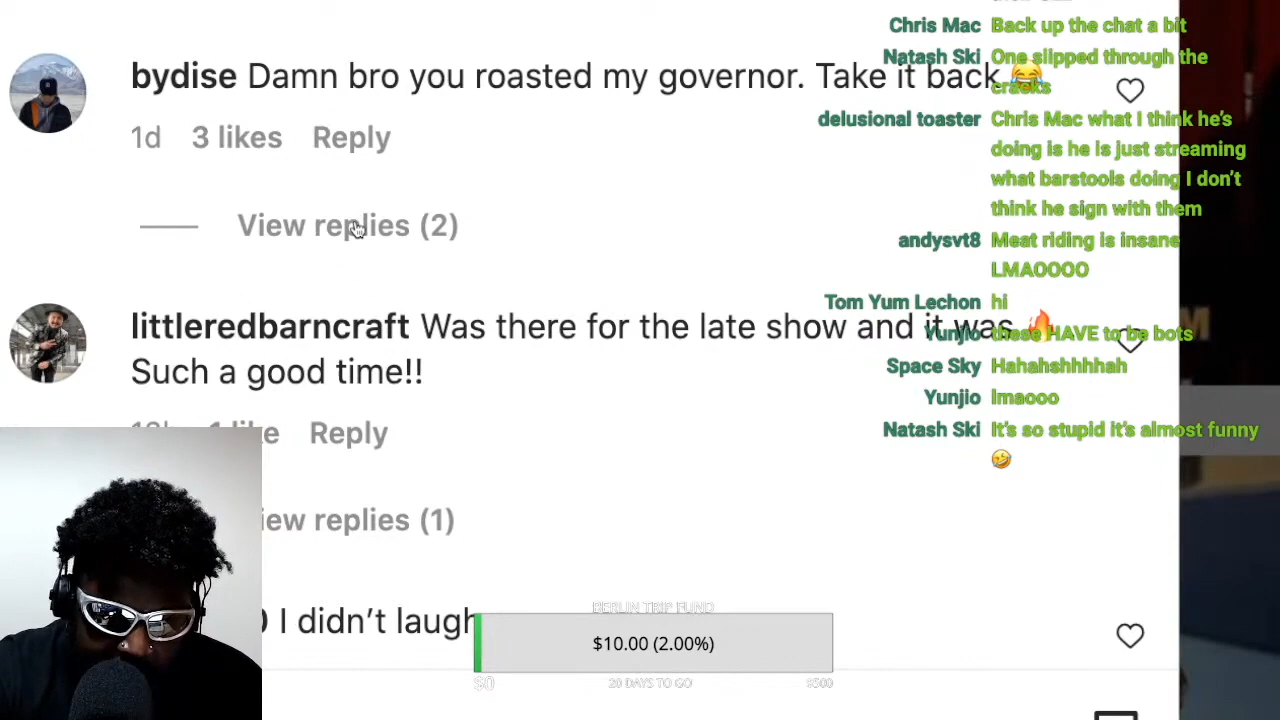 bydise Damn bro you roasted my governor. Take it back 😂
1d 3 likes Reply
View replies (2)
littleredbarncraft Was there for the late show and it was 🔥
Such a good time!!
1 like Reply
View replies (1)
I didn't laugh
Chris Mac Back up the chat a bit
Natash Ski One slipped through the
cracks
delusional toaster Chris Mac what I think he's
doing is he is just streaming
what barstools doing I don't
think he sign with them
andysvt8 Meat riding is insane
LMAOOOO
Tom Yum Lechon hi
Yunjio these HAVE to be bots
Space Sky Hahahshhhhah
Yunjio lmaooo
Natash Ski It's so stupid it's almost funny
🤣
BERLIN TRIP FUND
$10.00 (2.00%)
$0 20 DAYS TO GO $500